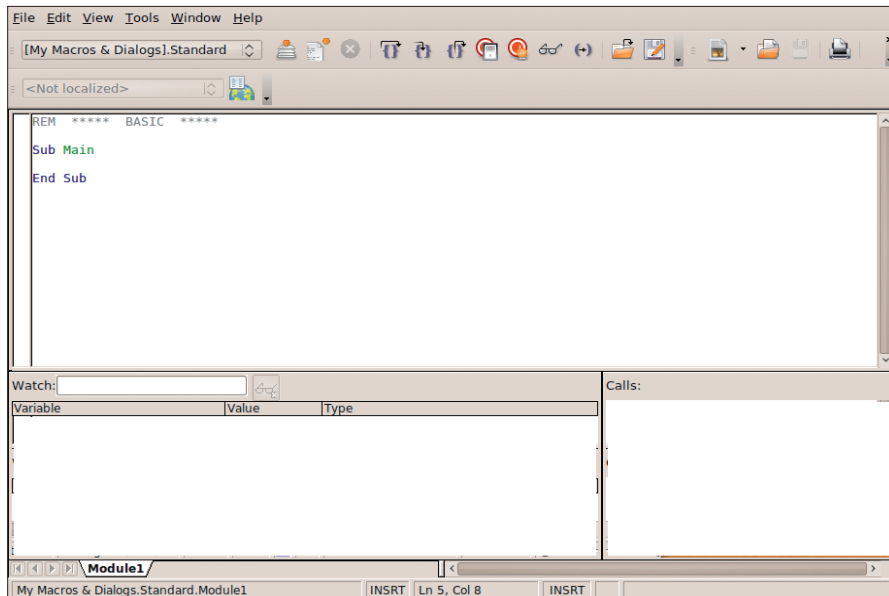 File Edit View Tools Window Help
[My Macros & Dialogs].Standard
<Not localized>
REM ***** BASIC *****
Sub Main
End Sub
Watch:
Calls:
Variable Value Type
Module1
My Macros & Dialogs.Standard.Module1 INSRT Ln 5, Col 8 INSRT